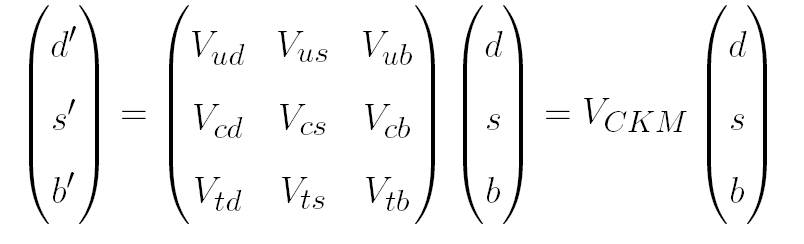 d′ V_ud V_us V_ub d d
s′ = V_cd V_cs V_cb s = V_CKM s
b′ V_td V_ts V_tb b b